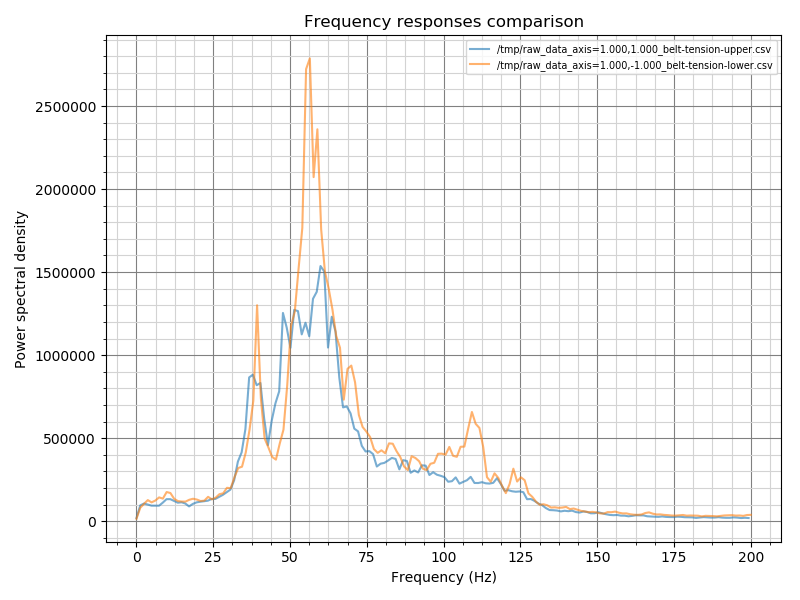 Frequency responses comparison
/tmp/raw_data_axis=1.000,1.000_belt-tension-upper.csv
/tmp/raw_data_axis=1.000,-1.000_belt-tension-lower.csv
Power spectral density
2500000
2000000
1500000
1000000
500000
0
0 25 50 75 100 125 150 175 200
Frequency (Hz)